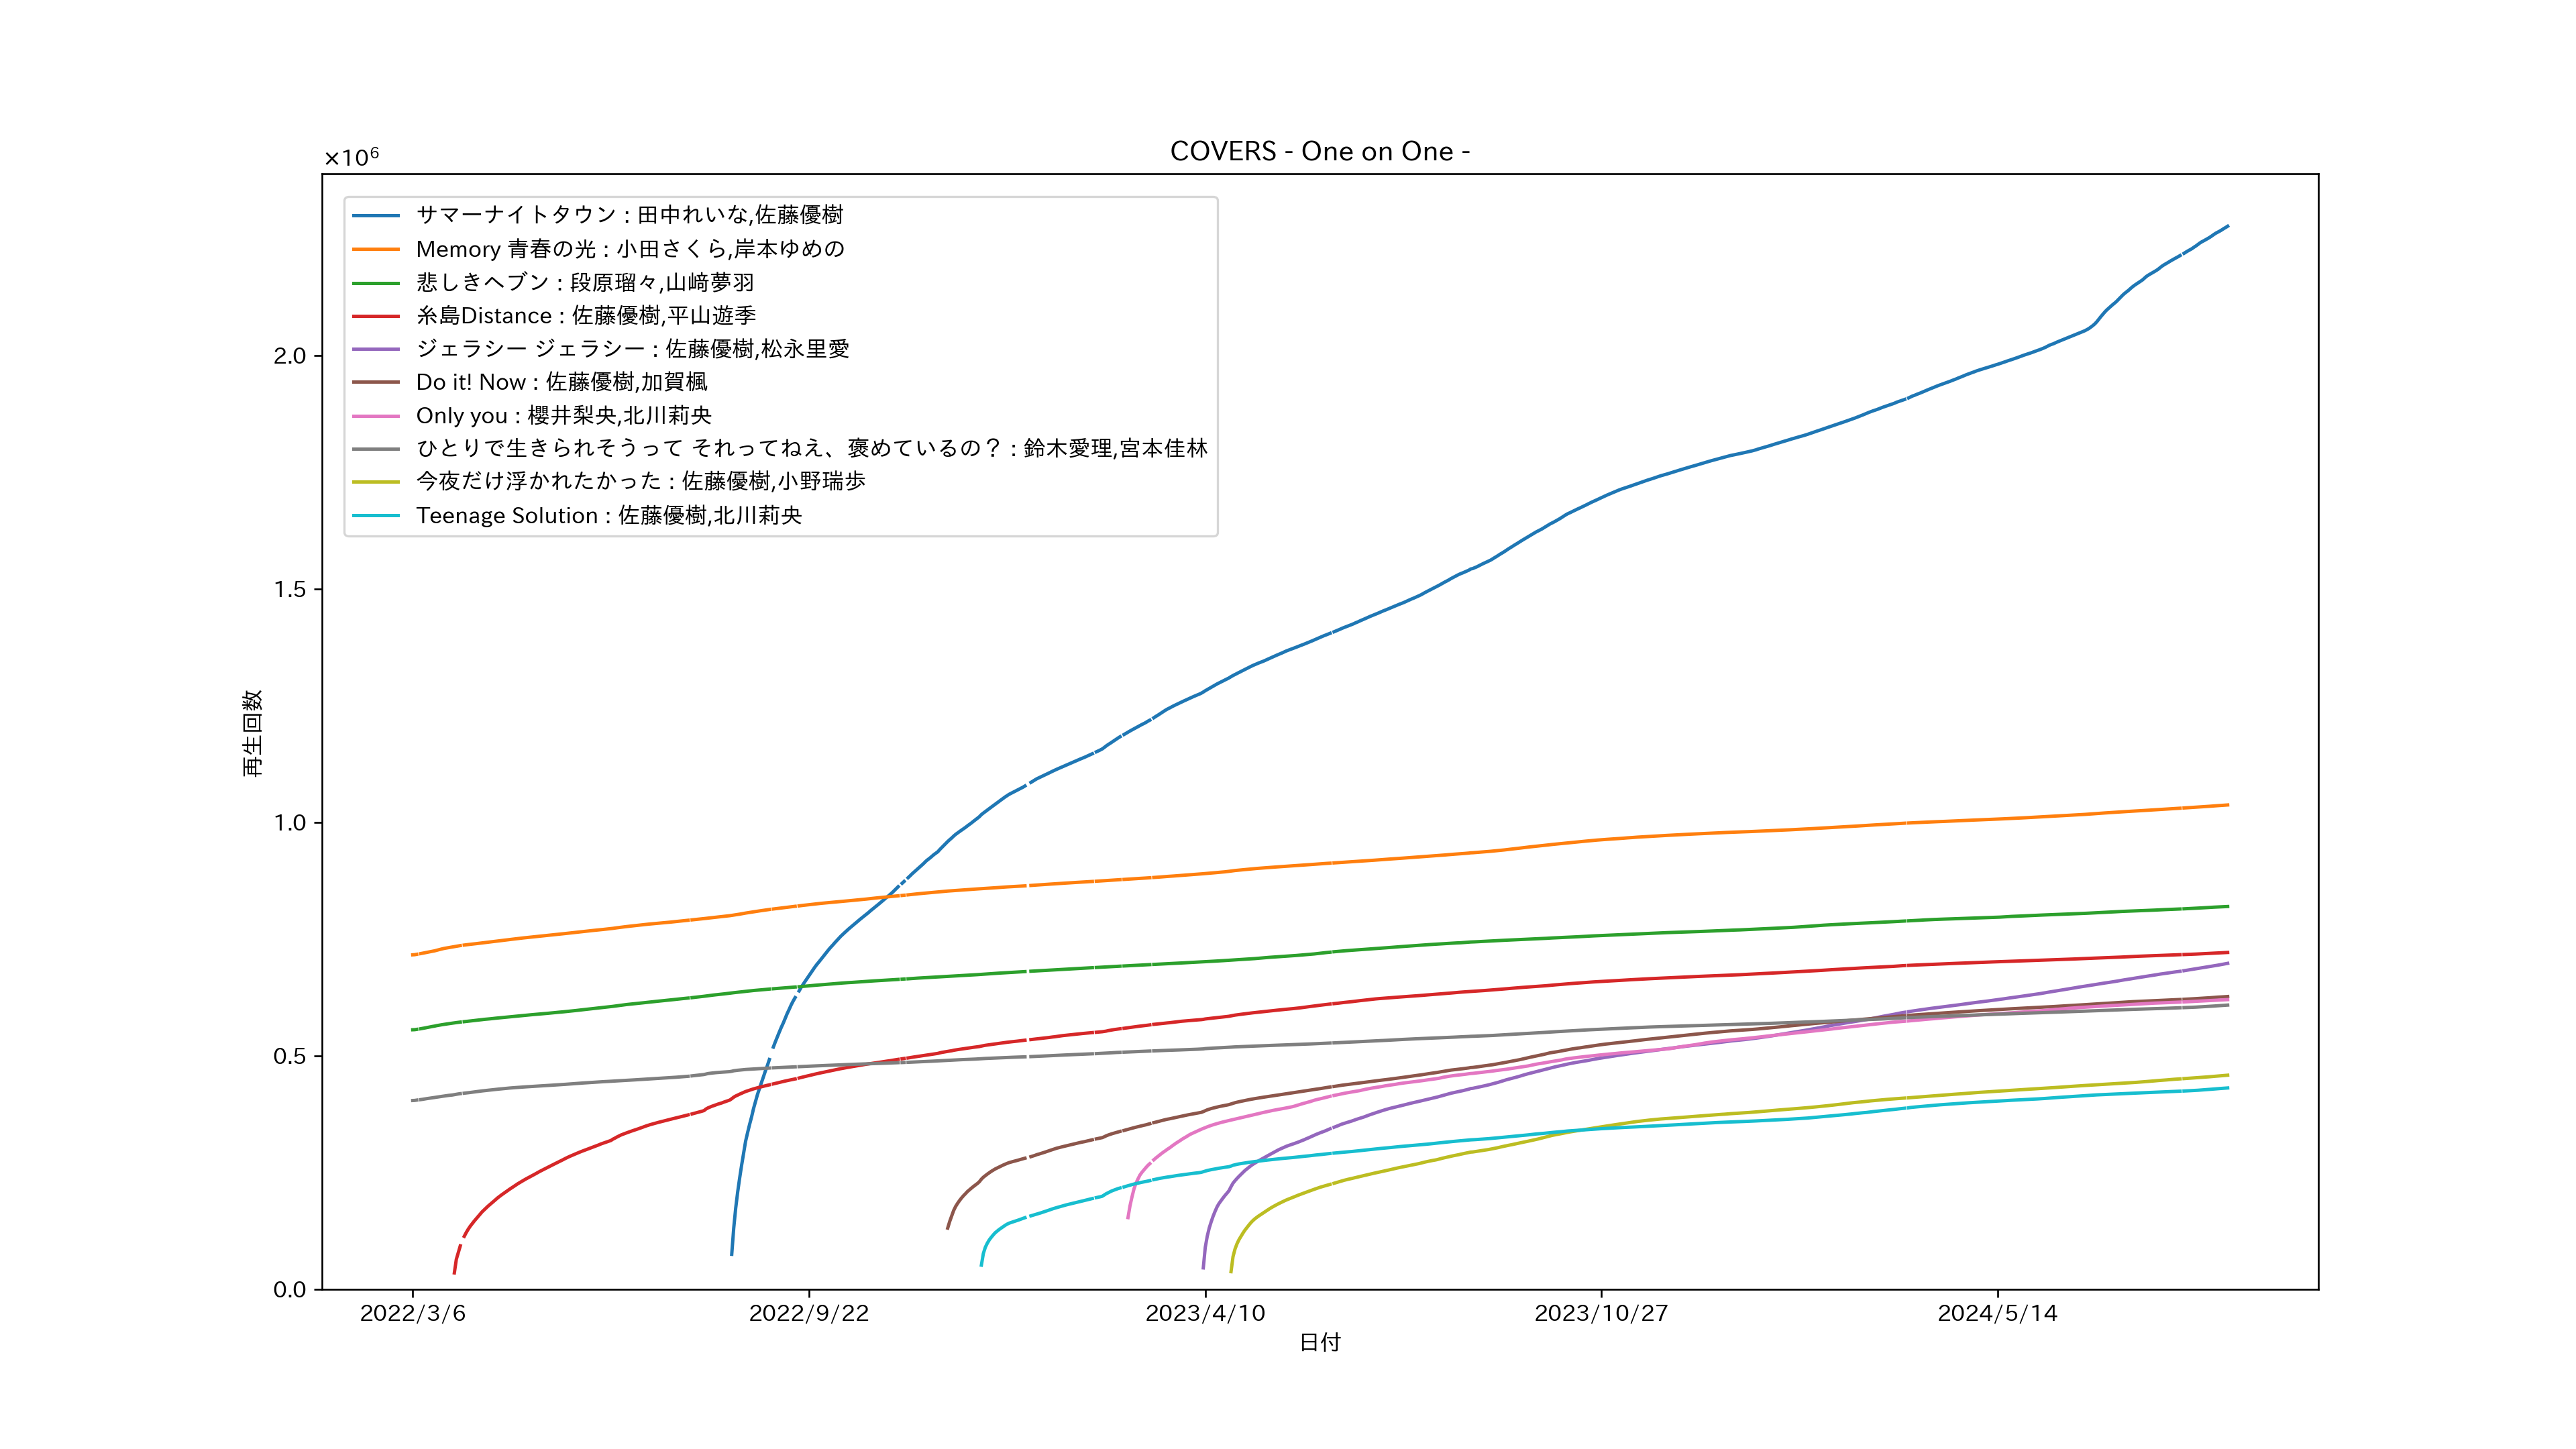 COVERS - One on One -
×10⁶
サマーナイトタウン : 田中れいな,佐藤優樹
Memory 青春の光 : 小田さくら,岸本ゆめの
悲しきヘブン : 段原瑠々,山﨑夢羽
糸島Distance : 佐藤優樹,平山遊季
ジェラシー ジェラシー : 佐藤優樹,松永里愛
Do it! Now : 佐藤優樹,加賀楓
Only you : 櫻井梨央,北川莉央
ひとりで生きられそうって それってねえ、褒めているの？ : 鈴木愛理,宮本佳林
今夜だけ浮かれたかった : 佐藤優樹,小野瑞歩
Teenage Solution : 佐藤優樹,北川莉央
2.0
1.5
1.0
0.5
0.0
再生回数
2022/3/6 2022/9/22 2023/4/10 2023/10/27 2024/5/14
日付